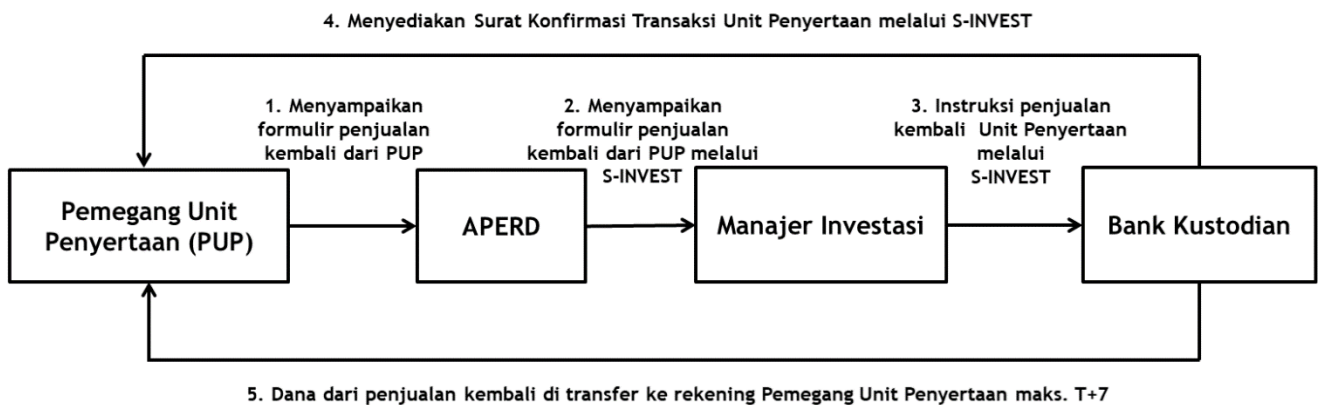 4. Menyediakan Surat Konfirmasi Transaksi Unit Penyertaan melalui S-INVEST
1. Menyampaikan
formulir penjualan
kembali dari PUP
2. Menyampaikan
formulir penjualan
kembali dari PUP melalui
S-INVEST
3. Instruksi penjualan
kembali Unit Penyertaan
melalui
S-INVEST
Pemegang Unit
Penyertaan (PUP)
APERD
Manajer Investasi
Bank Kustodian
5. Dana dari penjualan kembali di transfer ke rekening Pemegang Unit Penyertaan maks. T+7